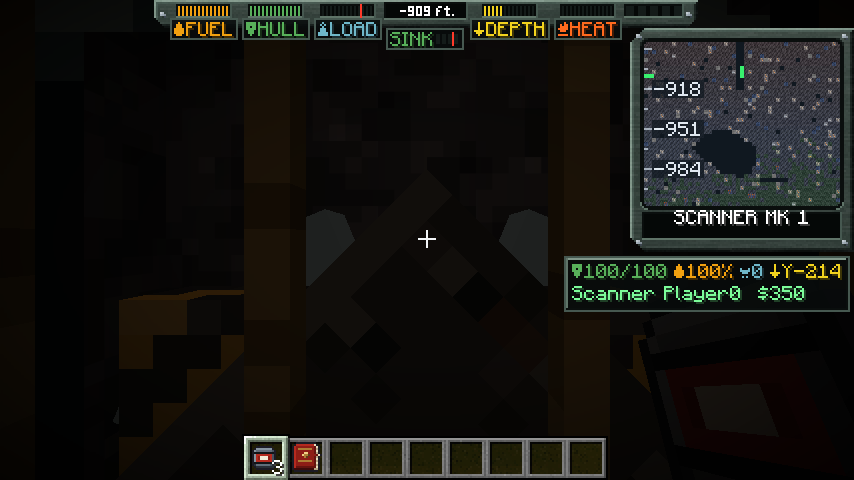 -909 ft.
FUEL HULL LOAD SINK DEPTH HEAT
-918
-951
-984
SCANNER MK 1
100/100 100% 0 Y-214
Scanner Player0 $350
3